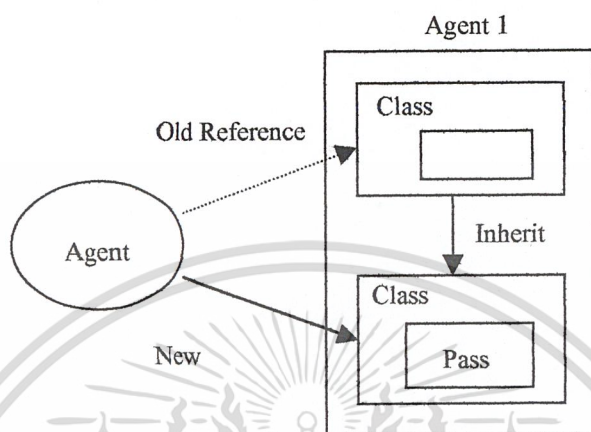 Agent 1
Class
Old Reference
Inherit
Agent
Class
New
Pass